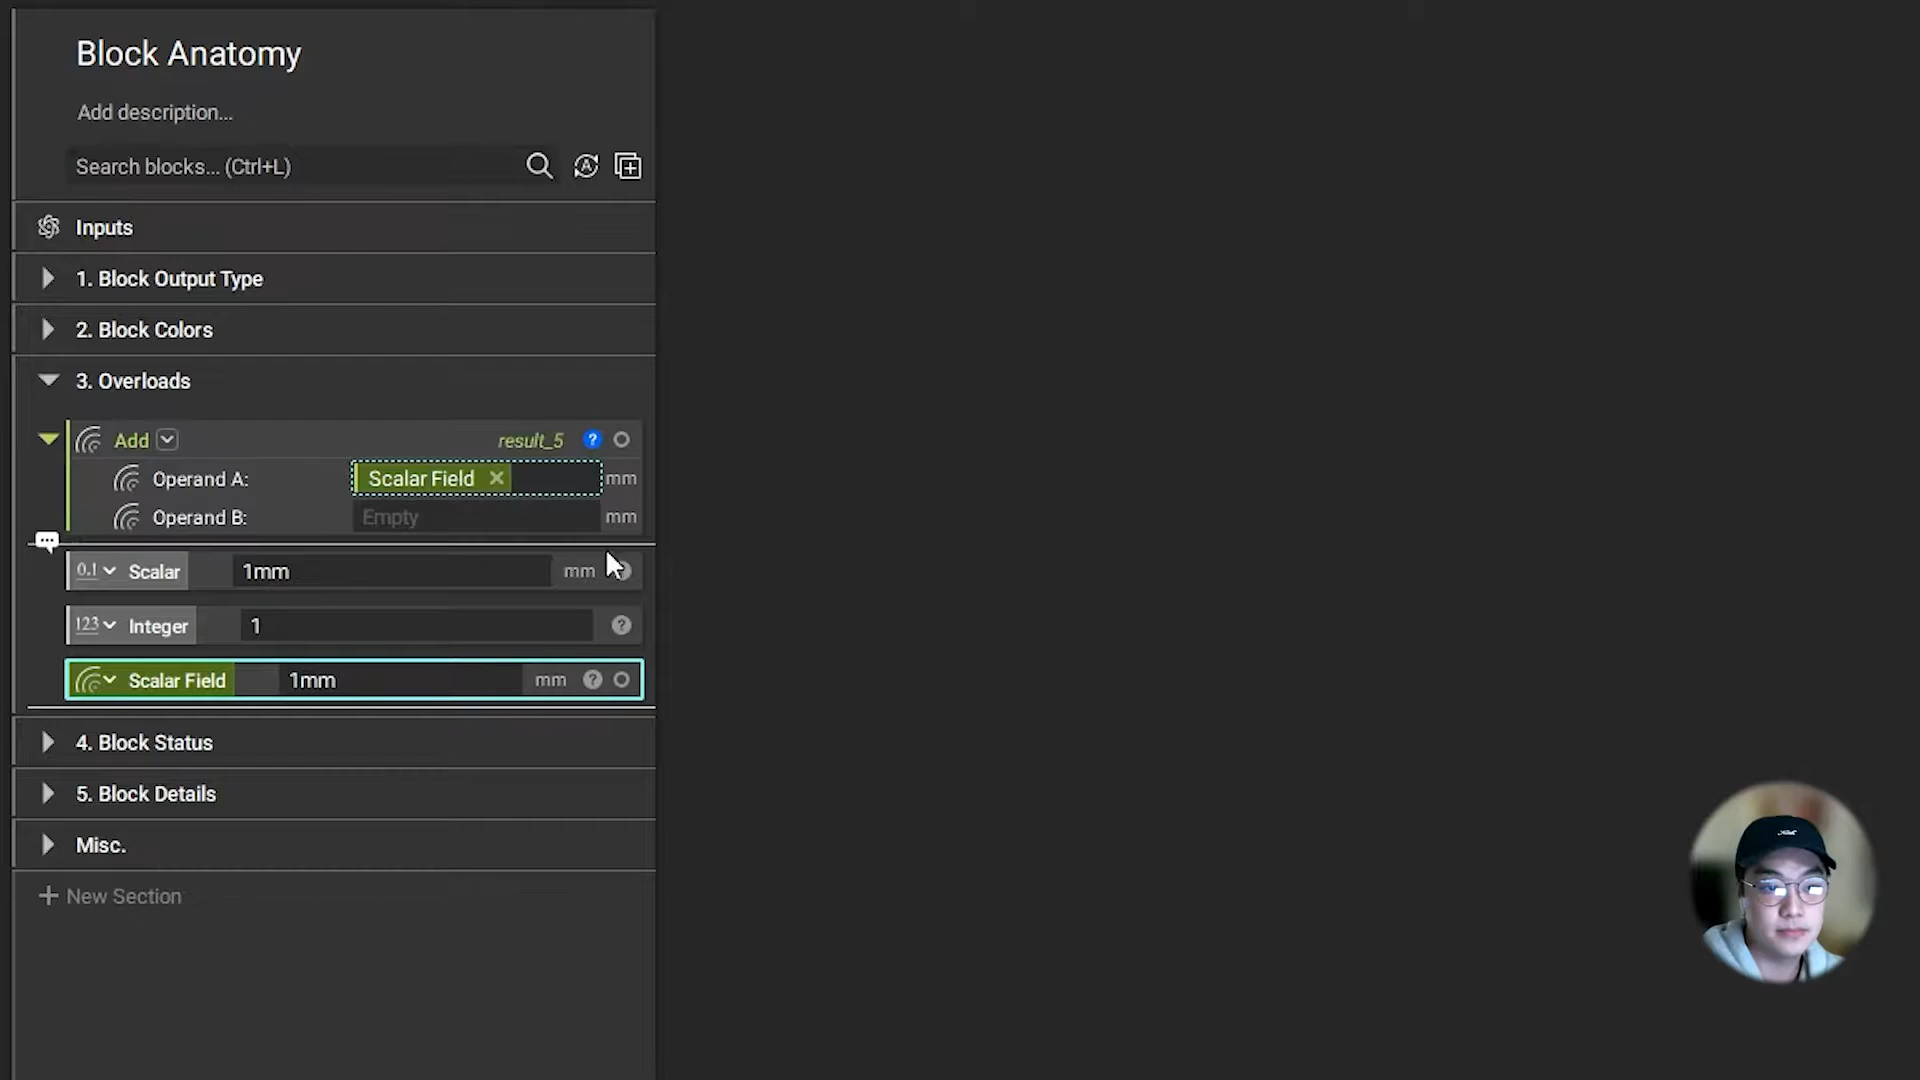 Block Anatomy
Add description...
Search blocks... (Ctrl+L)
Inputs
1. Block Output Type
2. Block Colors
3. Overloads
Add result_5 ?
Operand A: Scalar Field mm
Operand B: Empty mm
0.1 Scalar 1mm mm
123 Integer 1 ?
Scalar Field 1mm mm ?
4. Block Status
5. Block Details
Misc.
+ New Section